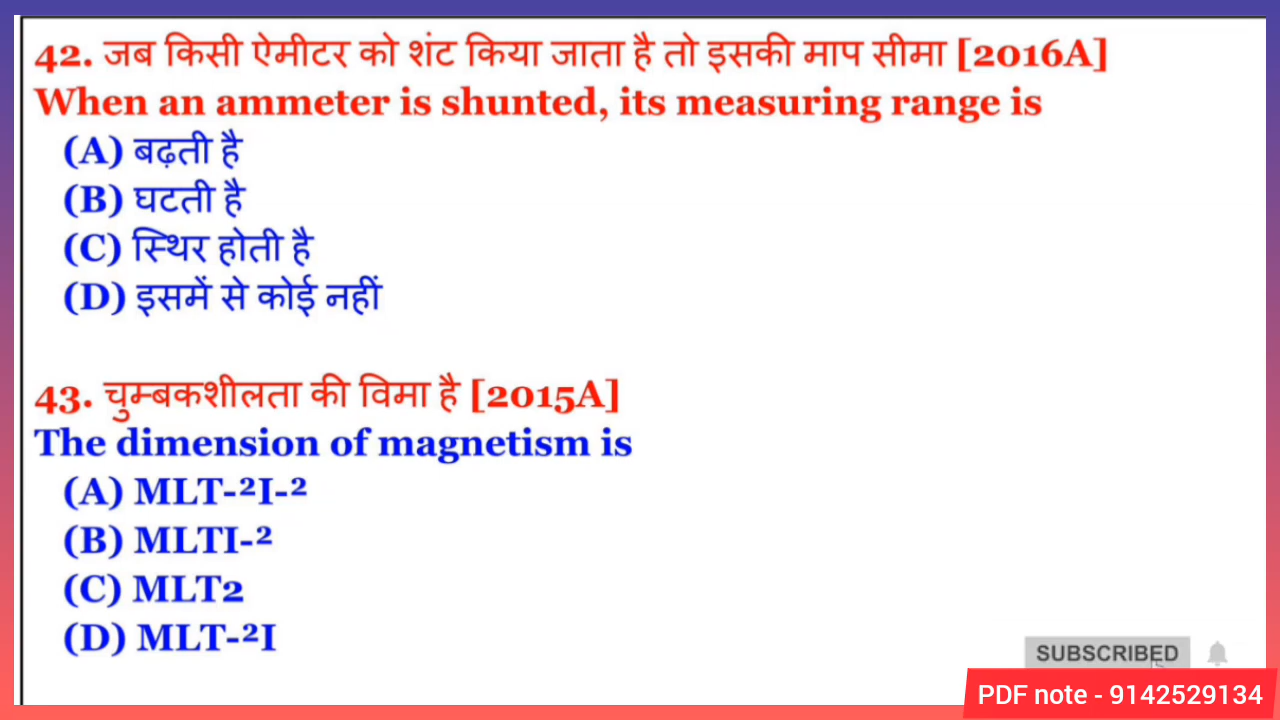 42. जब किसी ऐमीटर को शंट किया जाता है तो इसकी माप सीमा [2016A]
When an ammeter is shunted, its measuring range is
(A) बढ़ती है
(B) घटती है
(C) स्थिर होती है
(D) इसमें से कोई नहीं
43. चुम्बकशीलता की विमा है [2015A]
The dimension of magnetism is
(A) MLT-²I-²
(B) MLTI-²
(C) MLT2
(D) MLT-²I
SUBSCRIBED
PDF note - 9142529134